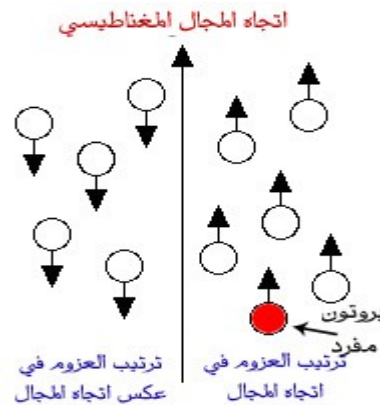 اتجاه المجال المغناطيسي
بروتون
مفرد
ترتيب العزوم في
اتجاه المجال
ترتيب العزوم في
عكس اتجاه المجال